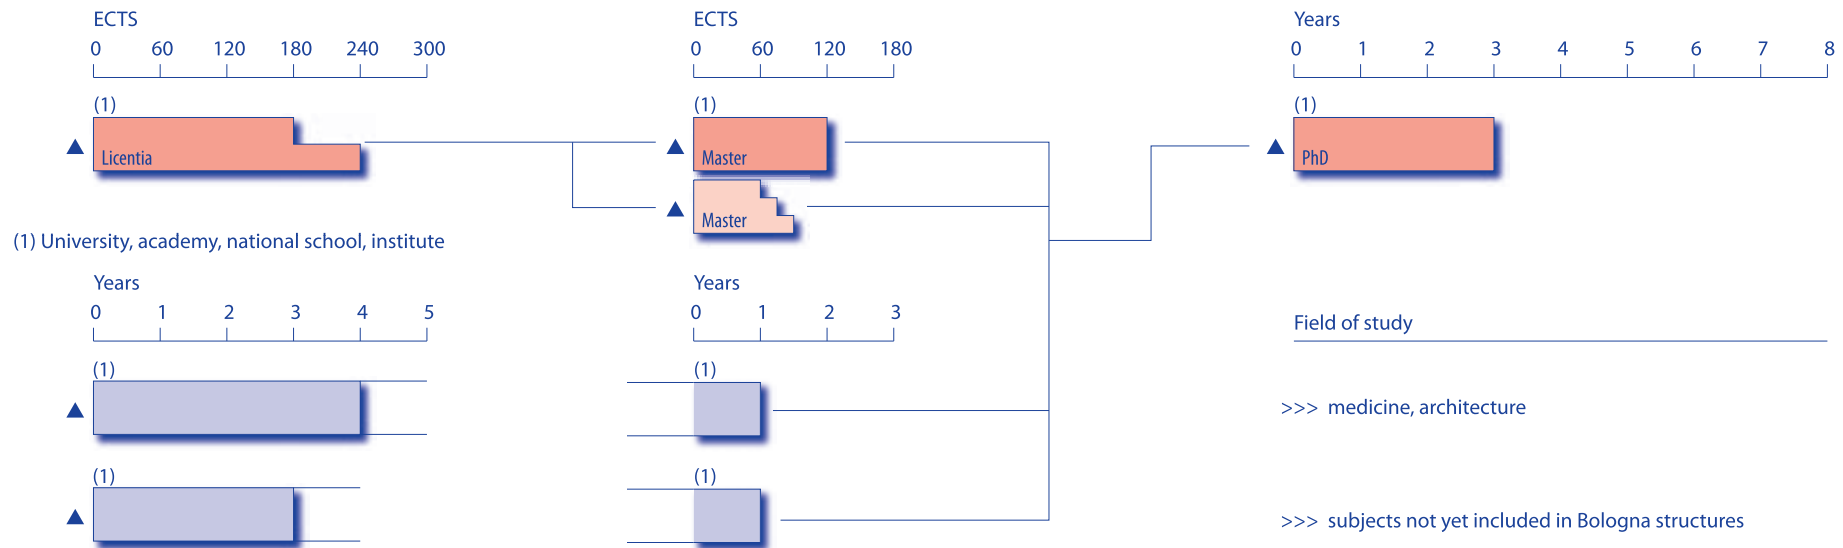 ECTS ECTS Years
0 60 120 180 240 300 0 60 120 180 0 1 2 3 4 5 6 7 8
(1) (1) (1)
Licentia Master PhD
Master
(1) University, academy, national school, institute
Years Years
0 1 2 3 4 5 0 1 2 3
Field of study
(1) (1)
>>> medicine, architecture
(1) (1)
>>> subjects not yet included in Bologna structures